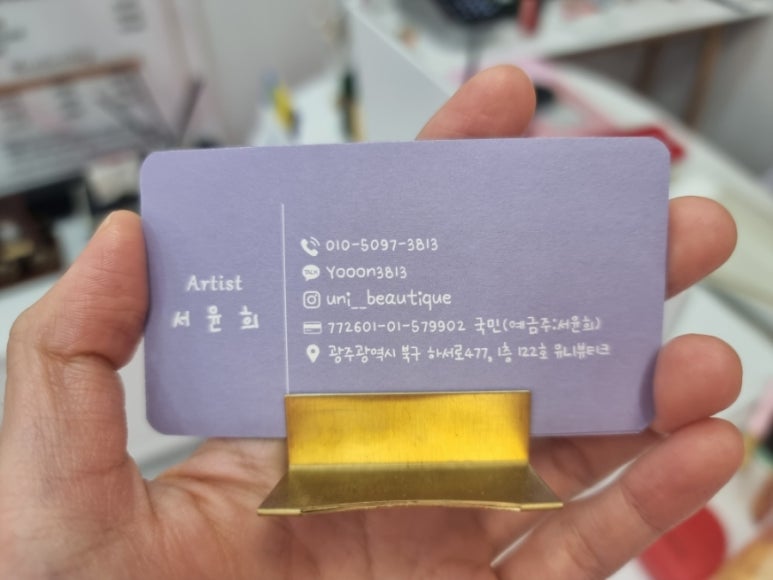 Artist
서윤희
010-5097-3813
TALK
Yooon3813
uni__beautique
772601-01-579902 국민(예금주:서윤희)
광주광역시 북구 하서로477, 1층 122호 유니뷰티크